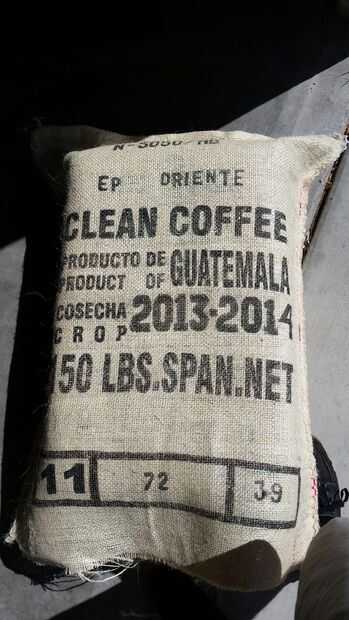 EP ORIENTE
CLEAN COFFEE
PRODUCTO DE
PRODUCT OF GUATEMALA
COSECHA
CROP 2013-2014
150 LBS.SPAN.NET
11 72 39